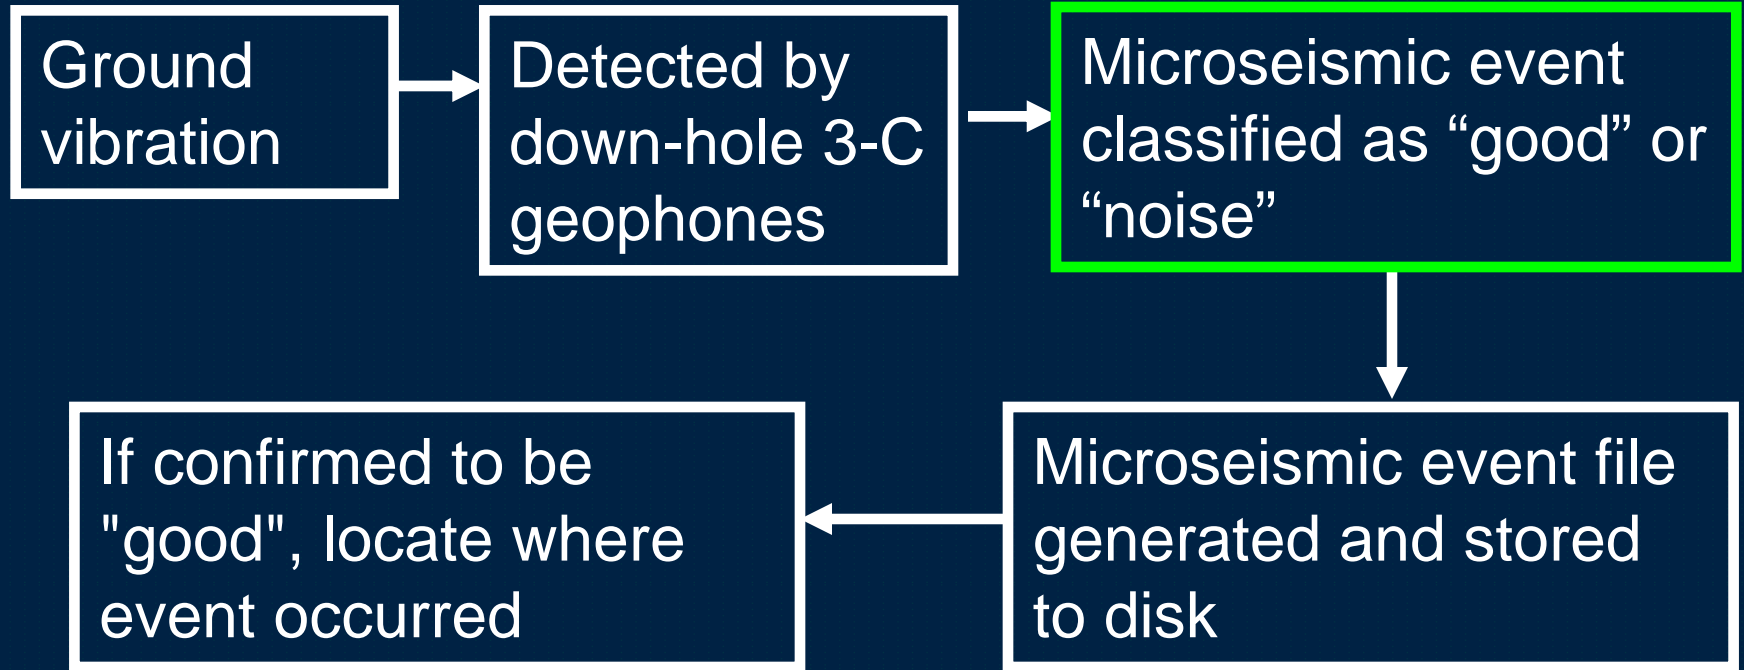 Ground
vibration
Detected by
down-hole 3-C
geophones
Microseismic event
classified as “good” or
“noise”
Microseismic event file
generated and stored
to disk
If confirmed to be
"good", locate where
event occurred